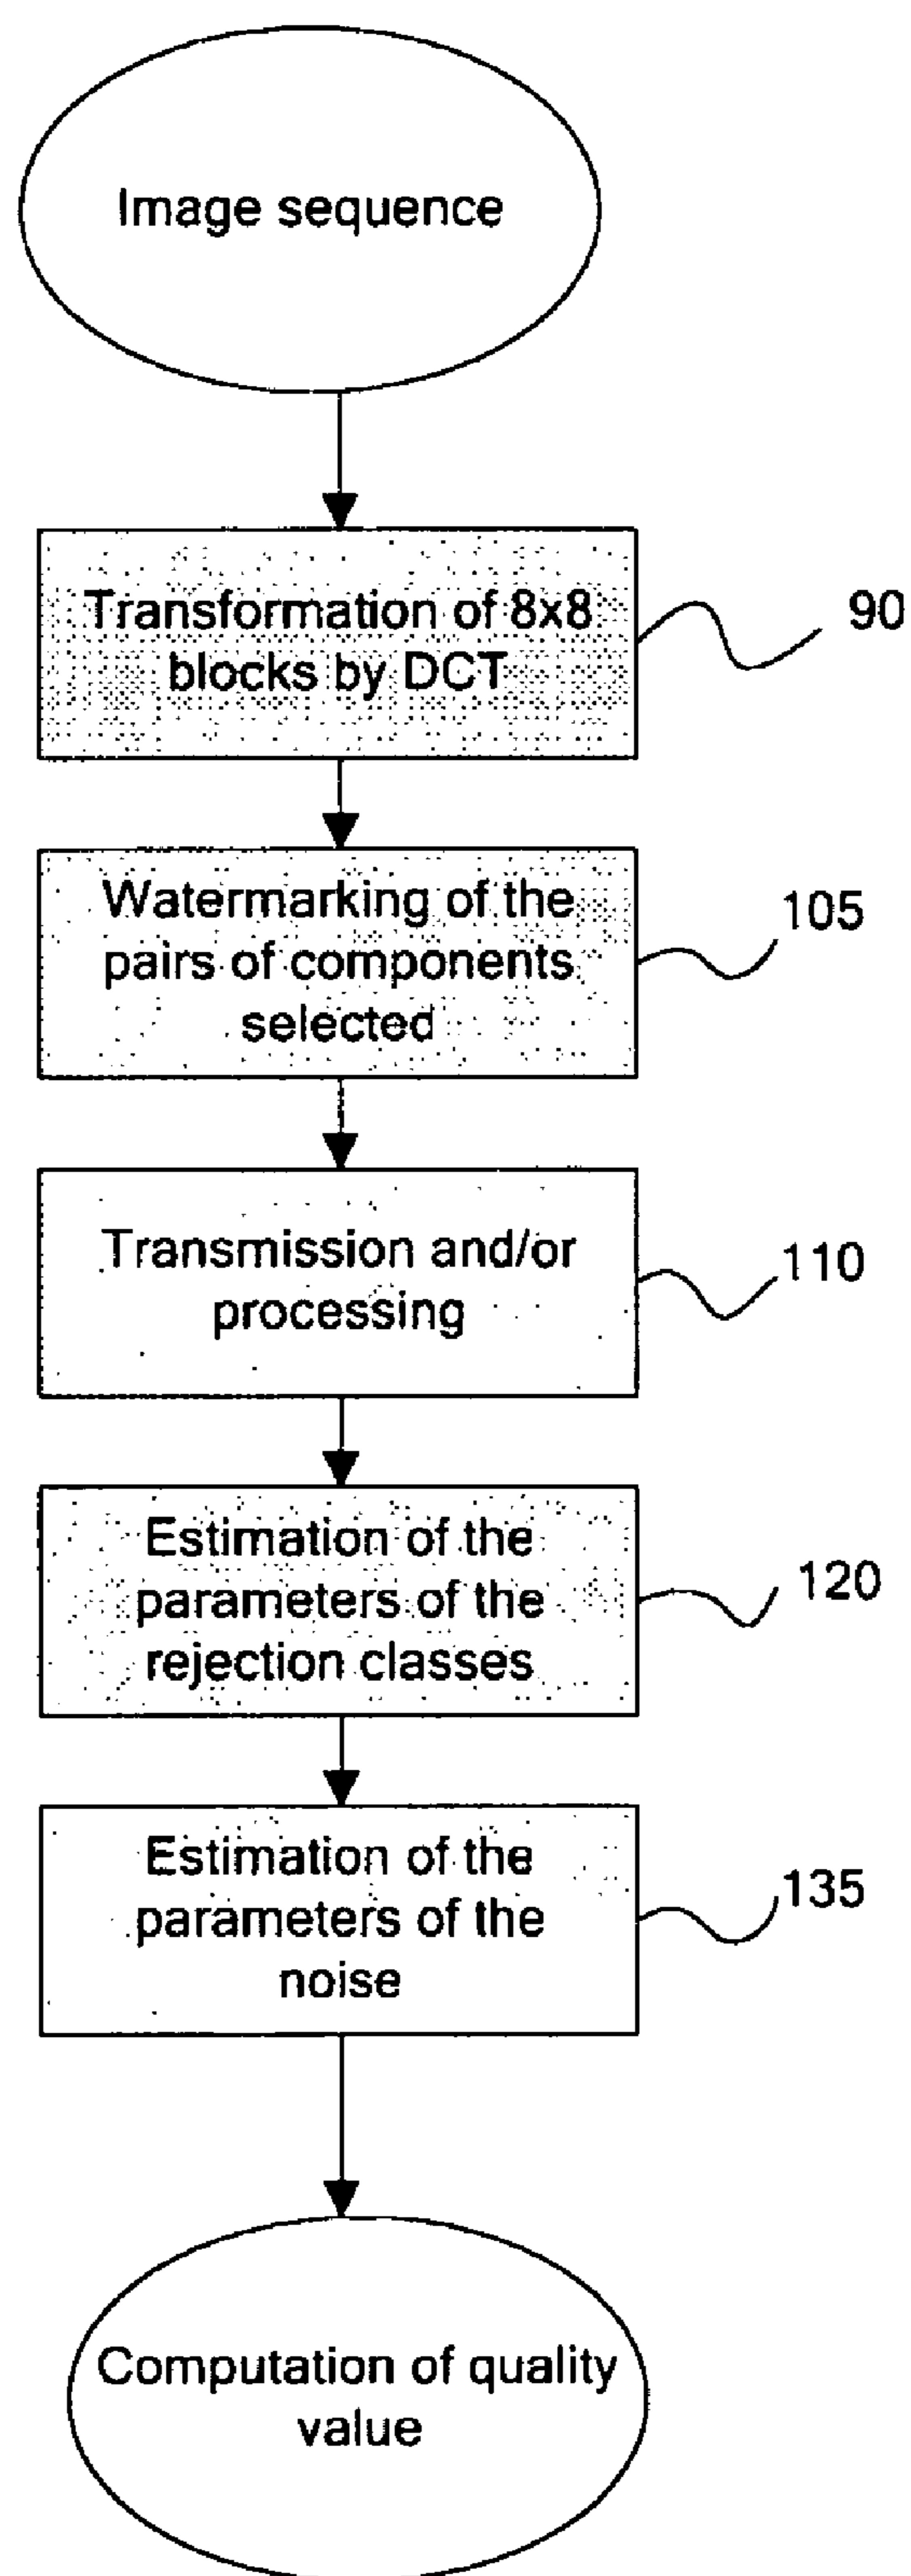 Image sequence
Transformation of 8x8
blocks by DCT
90
Watermarking of the
pairs of components
selected
105
Transmission and/or
processing
110
Estimation of the
parameters of the
rejection classes
120
Estimation of the
parameters of the
noise
135
Computation of quality
value